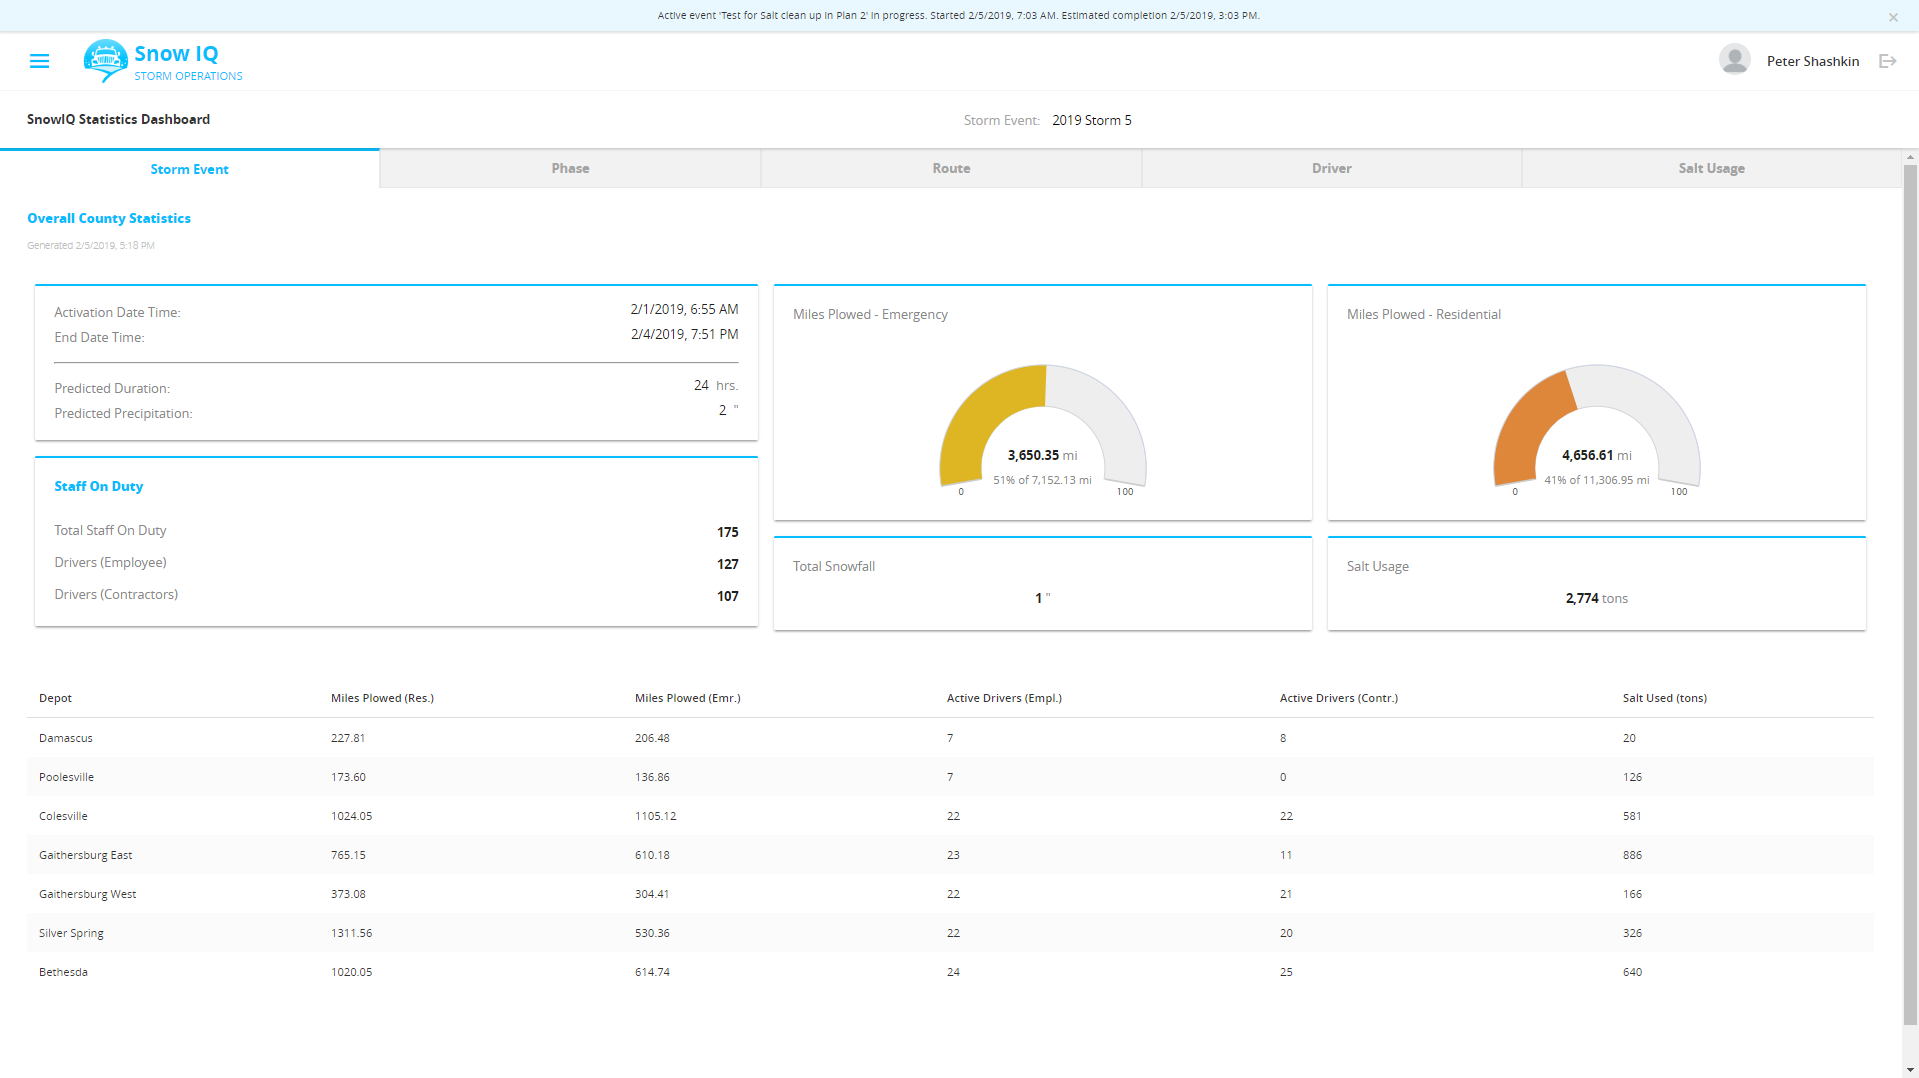 Active event 'Test for Salt clean up in Plan 2' in progress. Started 2/5/2019, 7:03 AM. Estimated completion 2/5/2019, 3:03 PM.
Snow IQ
STORM OPERATIONS
Peter Shashkin
SnowIQ Statistics Dashboard
Storm Event: 2019 Storm 5
Storm Event Phase Route Driver Salt Usage
Overall County Statistics
Generated 2/5/2019, 5:18 PM
Activation Date Time: 2/1/2019, 6:55 AM
End Date Time: 2/4/2019, 7:51 PM
Predicted Duration: 24 hrs.
Predicted Precipitation: 2 "
Staff On Duty
Total Staff On Duty 175
Drivers (Employee) 127
Drivers (Contractors) 107
Miles Plowed - Emergency
3,650.35 mi
51% of 7,152.13 mi
0 100
Miles Plowed - Residential
4,656.61 mi
41% of 11,306.95 mi
0 100
Total Snowfall
1 "
Salt Usage
2,774 tons
Depot Miles Plowed (Res.) Miles Plowed (Emr.) Active Drivers (Empl.) Active Drivers (Contr.) Salt Used (tons)
Damascus 227.81 206.48 7 8 20
Poolesville 173.60 136.86 7 0 126
Colesville 1024.05 1105.12 22 22 581
Gaithersburg East 765.15 610.18 23 11 886
Gaithersburg West 373.08 304.41 22 21 166
Silver Spring 1311.56 530.36 22 20 326
Bethesda 1020.05 614.74 24 25 640